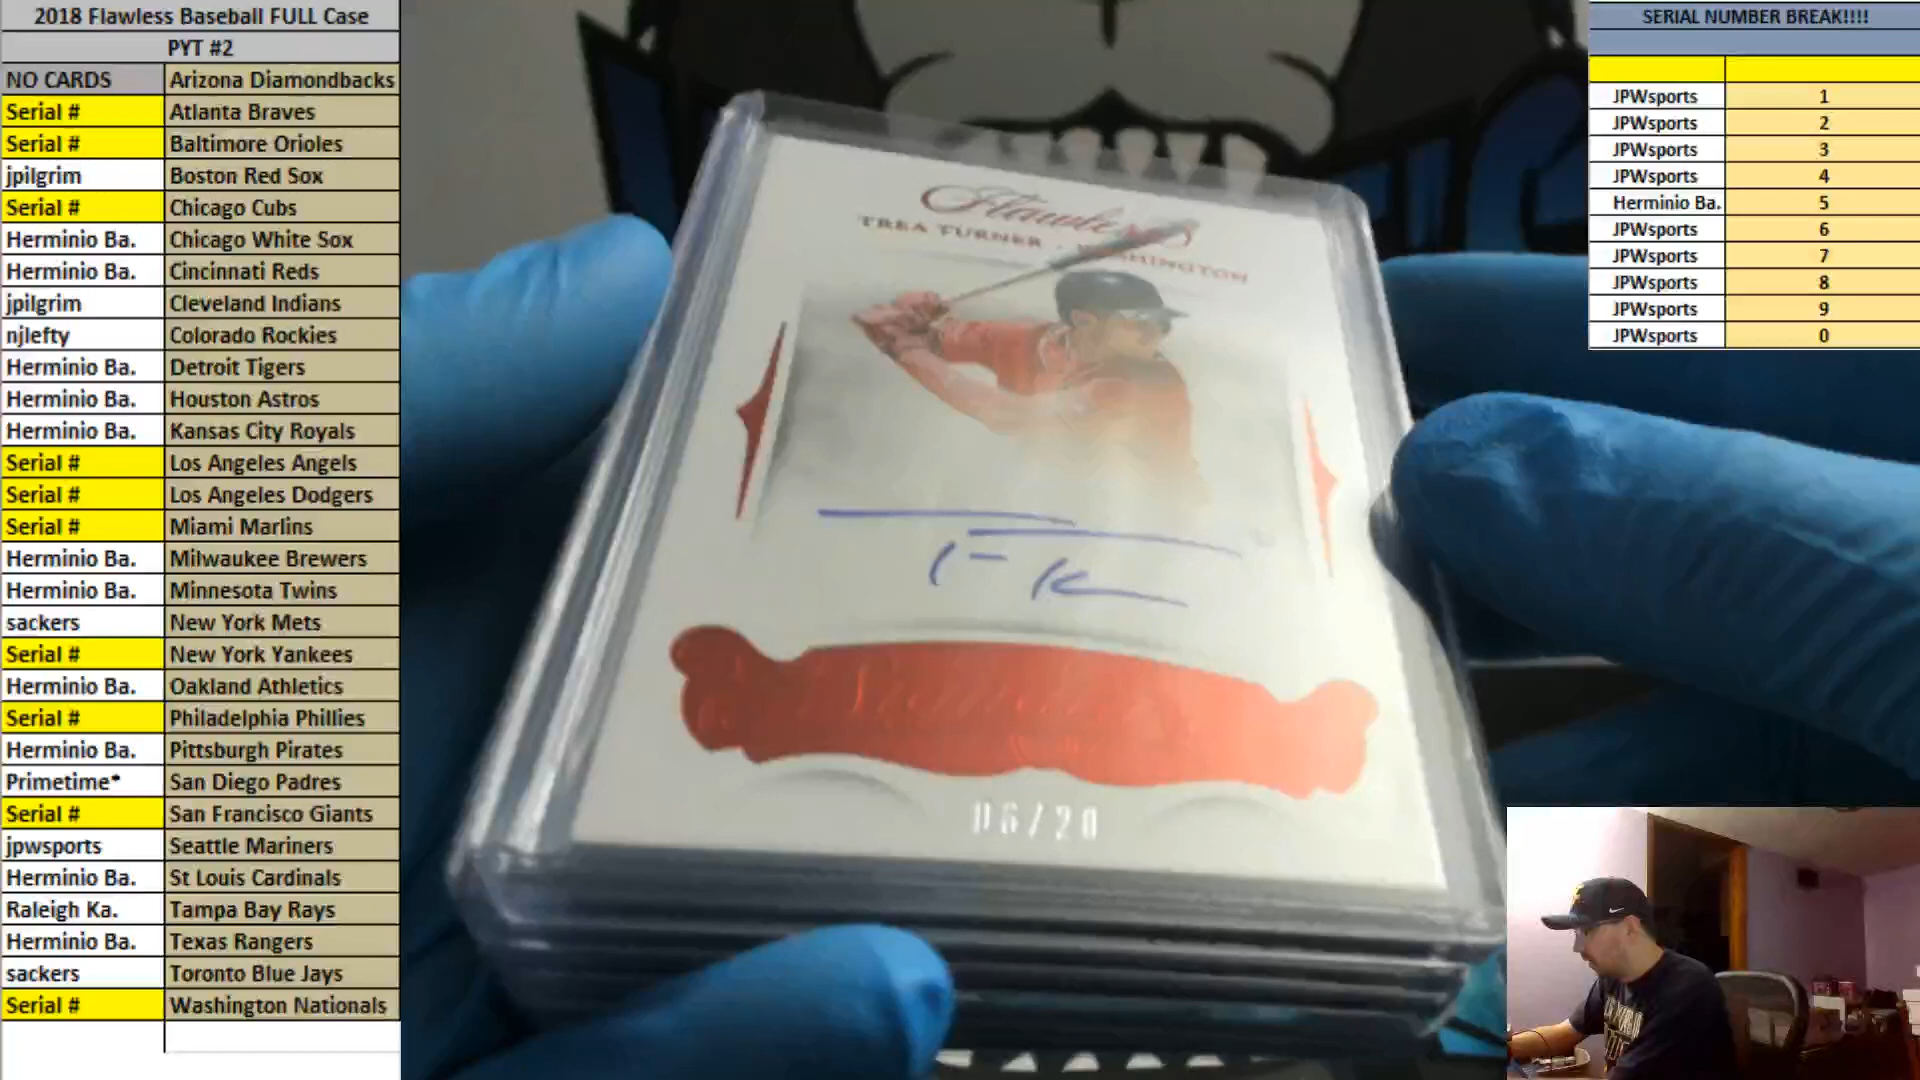 2018 Flawless Baseball FULL Case
PYT #2
NO CARDS Arizona Diamondbacks
Serial # Atlanta Braves
Serial # Baltimore Orioles
jpilgrim Boston Red Sox
Serial # Chicago Cubs
Herminio Ba. Chicago White Sox
Herminio Ba. Cincinnati Reds
jpilgrim Cleveland Indians
njlefty Colorado Rockies
Herminio Ba. Detroit Tigers
Herminio Ba. Houston Astros
Herminio Ba. Kansas City Royals
Serial # Los Angeles Angels
Serial # Los Angeles Dodgers
Serial # Miami Marlins
Herminio Ba. Milwaukee Brewers
Herminio Ba. Minnesota Twins
sackers New York Mets
Serial # New York Yankees
Herminio Ba. Oakland Athletics
Serial # Philadelphia Phillies
Herminio Ba. Pittsburgh Pirates
Primetime* San Diego Padres
Serial # San Francisco Giants
jpwsports Seattle Mariners
Herminio Ba. St Louis Cardinals
Raleigh Ka. Tampa Bay Rays
Herminio Ba. Texas Rangers
sackers Toronto Blue Jays
Serial # Washington Nationals
Flawless
TREA TURNER · WASHINGTON
06/20
SERIAL NUMBER BREAK!!!!
JPWsports 1
JPWsports 2
JPWsports 3
JPWsports 4
Herminio Ba. 5
JPWsports 6
JPWsports 7
JPWsports 8
JPWsports 9
JPWsports 0